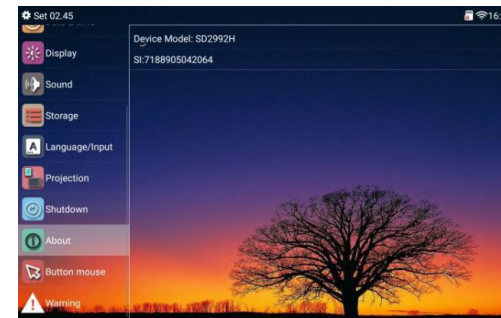 Set 02.45
16:
Display
Sound
Storage
Language/Input
Projection
Shutdown
About
Button mouse
Warning
Device Model: SD2992H
SI:7188905042064